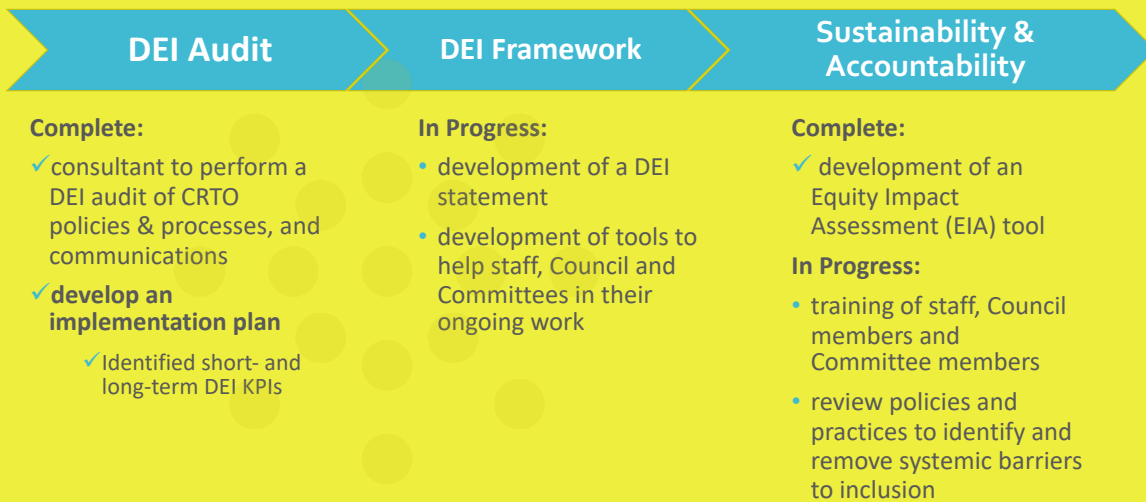 DEI Audit
DEI Framework
Sustainability &
Accountability
Complete:
✓consultant to perform a
DEI audit of CRTO
policies & processes, and
communications
✓develop an
implementation plan
✓Identified short- and
long-term DEI KPIs
In Progress:
• development of a DEI
statement
• development of tools to
help staff, Council and
Committees in their
ongoing work
Complete:
✓ development of an
Equity Impact
Assessment (EIA) tool
In Progress:
• training of staff, Council
members and
Committee members
• review policies and
practices to identify and
remove systemic barriers
to inclusion